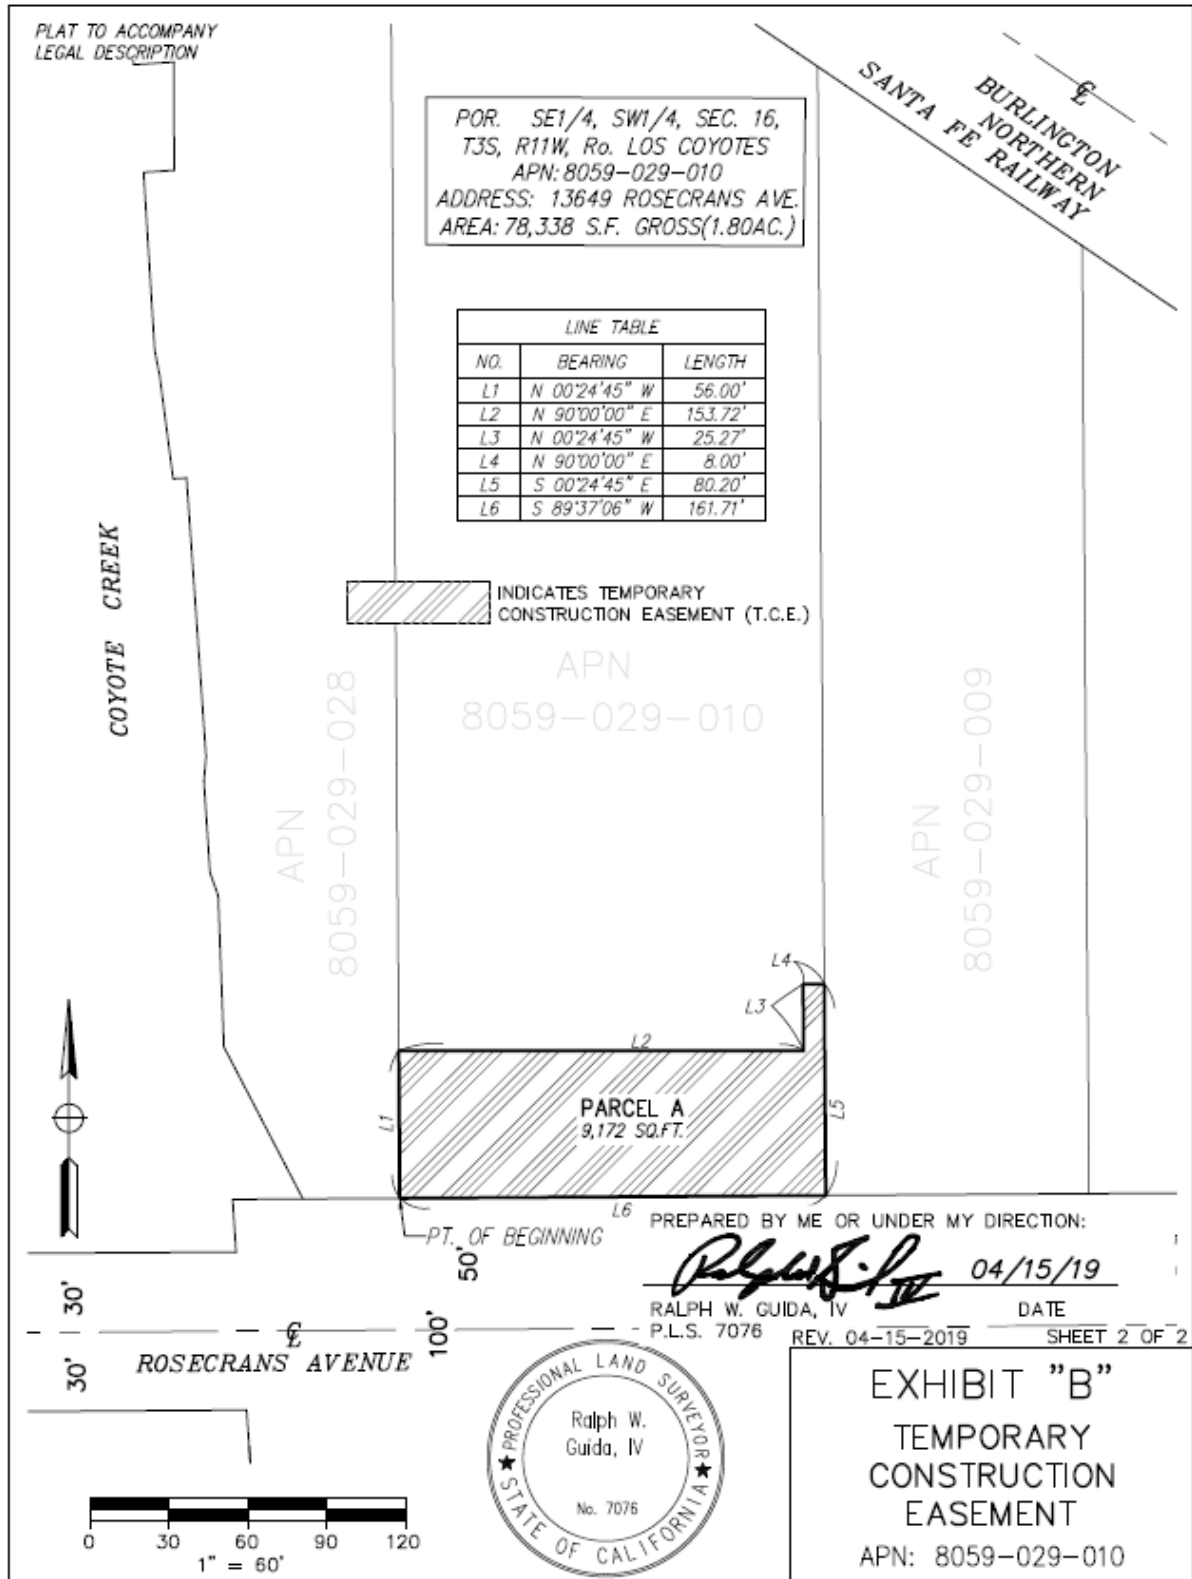 PLAT TO ACCOMPANY
LEGAL DESCRIPTION
℄
BURLINGTON
NORTHERN
SANTA FE RAILWAY
POR. SE1/4, SW1/4, SEC. 16,
T3S, R11W, Ro. LOS COYOTES
APN: 8059-029-010
ADDRESS: 13649 ROSECRANS AVE.
AREA: 78,338 S.F. GROSS(1.80AC.)
LINE TABLE
NO. BEARING LENGTH
L1 N 00°24'45" W 56.00'
L2 N 90°00'00" E 153.72'
L3 N 00°24'45" W 25.27'
L4 N 90°00'00" E 8.00'
L5 S 00°24'45" E 80.20'
L6 S 89°37'06" W 161.71'
INDICATES TEMPORARY
CONSTRUCTION EASEMENT (T.C.E.)
COYOTE CREEK
APN
8059-029-028
APN
8059-029-010
APN
8059-029-009
L4
L3
L2
L1
PARCEL A
9,172 SQ.FT.
L5
L6
PT. OF BEGINNING
50'
100'
30'
30'
℄
ROSECRANS AVENUE
PREPARED BY ME OR UNDER MY DIRECTION:
04/15/19
RALPH W. GUIDA, IV DATE
P.L.S. 7076
REV. 04-15-2019 SHEET 2 OF 2
PROFESSIONAL LAND SURVEYOR
Ralph W.
Guida, IV
No. 7076
STATE OF CALIFORNIA
0 30 60 90 120
1" = 60'
EXHIBIT "B"
TEMPORARY
CONSTRUCTION
EASEMENT
APN: 8059-029-010